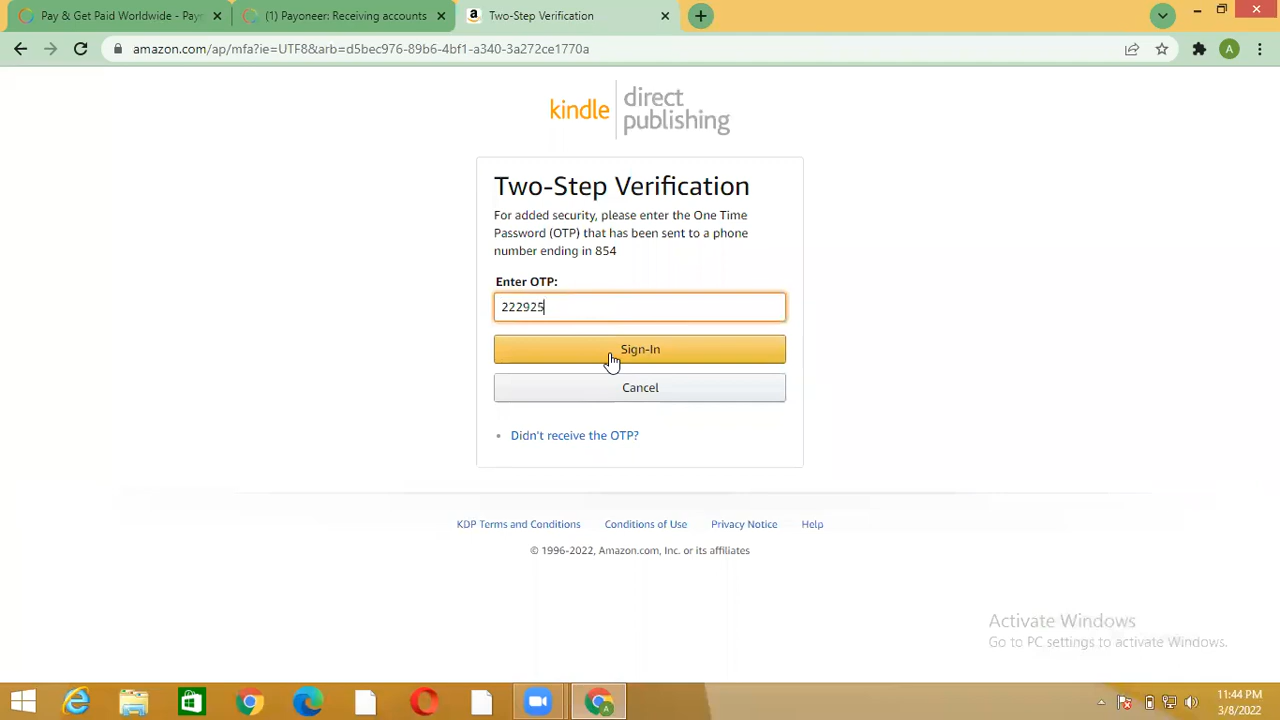 Pay & Get Paid Worldwide - Payn
(1) Payoneer: Receiving accounts
Two-Step Verification
amazon.com/ap/mfa?ie=UTF8&arb=d5bec976-89b6-4bf1-a340-3a272ce1770a
A
kindle direct publishing
Two-Step Verification
For added security, please enter the One Time
Password (OTP) that has been sent to a phone
number ending in 854
Enter OTP:
222925
Sign-In
Cancel
Didn't receive the OTP?
KDP Terms and Conditions Conditions of Use Privacy Notice Help
© 1996-2022, Amazon.com, Inc. or its affiliates
Activate Windows
Go to PC settings to activate Windows.
11:44 PM
3/8/2022